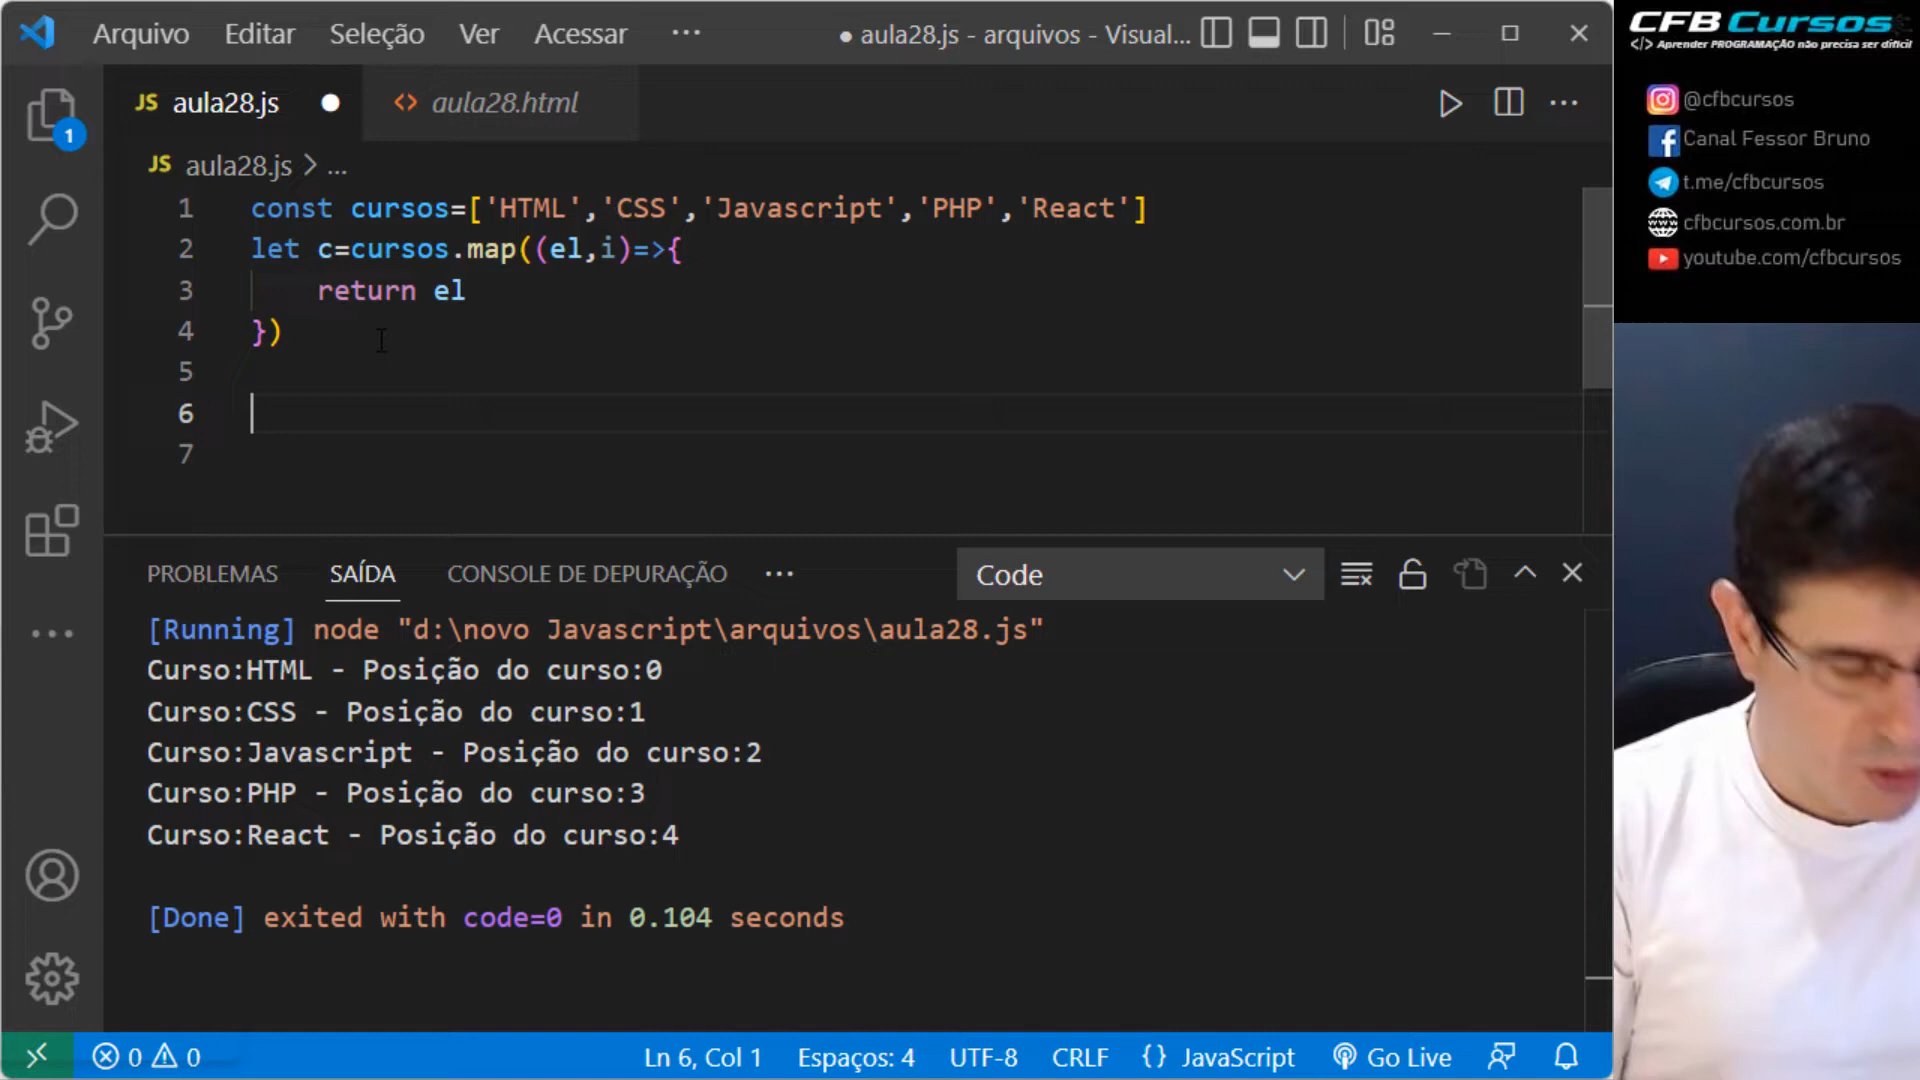 Arquivo Editar Seleção Ver Acessar ··· ● aula28.js - arquivos - Visual...
JS aula28.js ● <> aula28.html ···
JS aula28.js > ...
1 const cursos=['HTML','CSS','Javascript','PHP','React']
2 let c=cursos.map((el,i)=>{
3 return el
4 })
5
6
7
PROBLEMAS SAÍDA CONSOLE DE DEPURAÇÃO ··· Code
[Running] node "d:\novo Javascript\arquivos\aula28.js"
Curso:HTML - Posição do curso:0
Curso:CSS - Posição do curso:1
Curso:Javascript - Posição do curso:2
Curso:PHP - Posição do curso:3
Curso:React - Posição do curso:4
[Done] exited with code=0 in 0.104 seconds
1
0 0 Ln 6, Col 1 Espaços: 4 UTF-8 CRLF {} JavaScript Go Live
CFB Cursos
</> Aprender PROGRAMAÇÃO não precisa ser difícil
@cfbcursos
Canal Fessor Bruno
t.me/cfbcursos
cfbcursos.com.br
youtube.com/cfbcursos